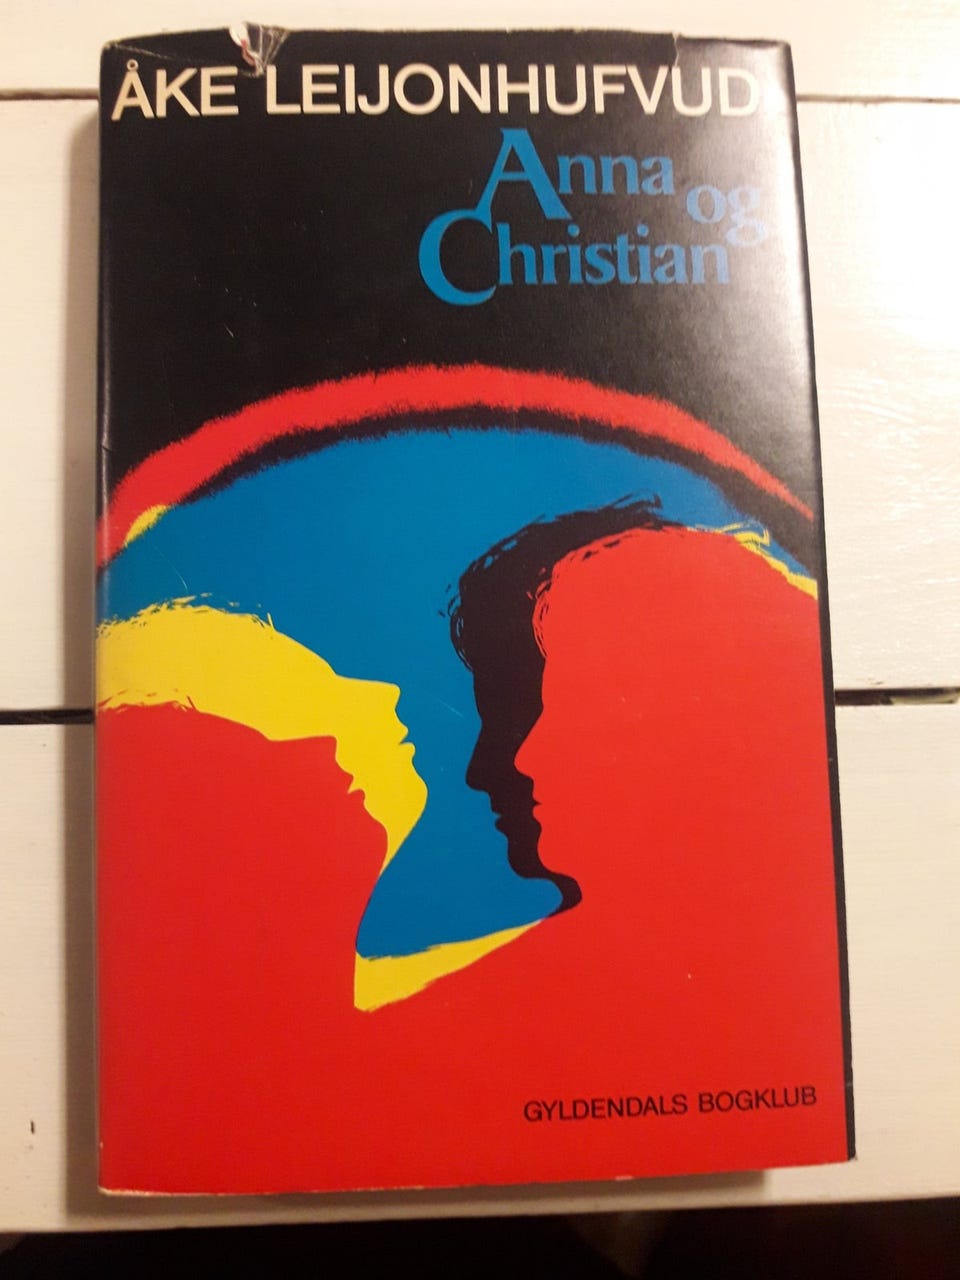 ÅKE LEIJONHUFVUD
Anna
og
Christian
GYLDENDALS BOGKLUB